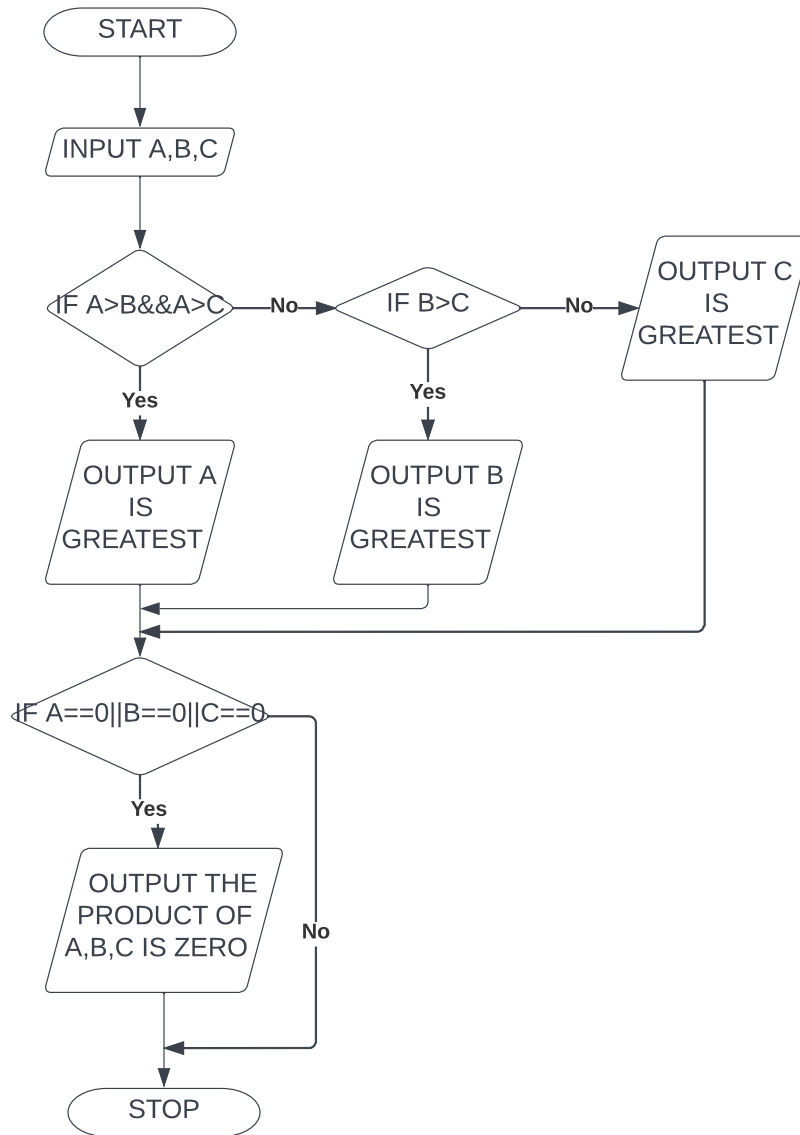 START
INPUT A,B,C
IF A>B&&A>C
No
IF B>C
No
OUTPUT C
IS
GREATEST
Yes
Yes
OUTPUT A
IS
GREATEST
OUTPUT B
IS
GREATEST
IF A==0||B==0||C==0
Yes
OUTPUT THE
PRODUCT OF
A,B,C IS ZERO
No
STOP